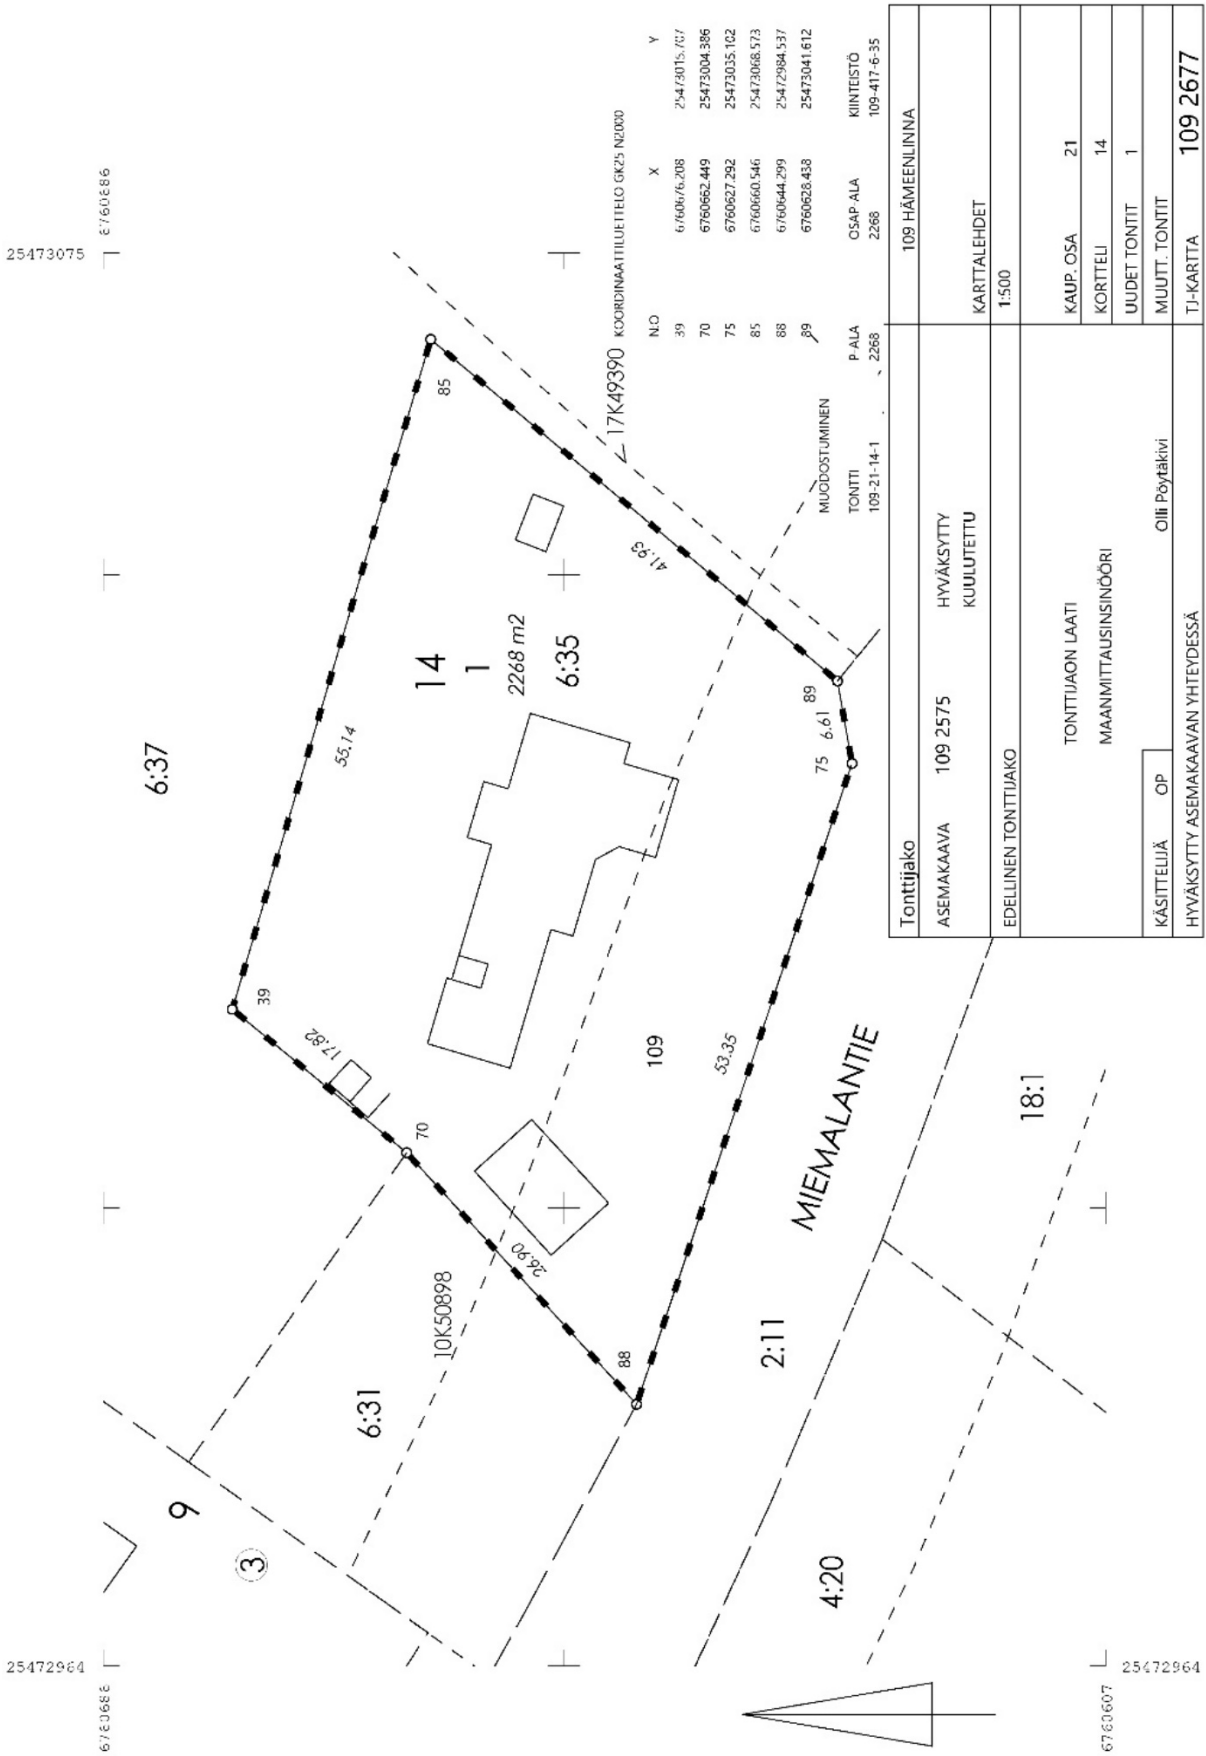 25473075
6760686
KOORDINAATTILUETTELO GK25 N2000
N:O X Y
39 6760676.208 25473015.707
70 6760662.449 25473004.386
75 6760627.292 25473035.102
85 6760660.546 25473068.573
88 6760644.299 25472984.537
89 6760628.438 25473041.612
MUODOSTUMINEN
TONTTI P-ALA OSAP-ALA KIINTEISTÖ
109-21-14-1 2268 2268 109-417-6-35
17K49390
6:37
85
55.14
41.93
14
1
2268 m2
6:35
39
17.82
89
6.61
75
109
53.35
70
26.90
10K50898
88
6:31
9
3
MIEMALANTIE
2:11
18:1
4:20
25472964
6760686
25472964
6760607
Tonttijako 109 HÄMEENLINNA
ASEMAKAAVA 109 2575 HYVÄKSYTTY
KUULUTETTU KARTTALEHDET
EDELLINEN TONTTIJAKO 1:500
TONTTIJAON LAATI KAUP. OSA 21
MAANMITTAUSINSINÖÖRI KORTTELI 14
UUDET TONTIT 1
KÄSITTELIJÄ OP Olli Pöytäkivi MUUTT. TONTIT
HYVÄKSYTTY ASEMAKAAVAN YHTEYDESSÄ TJ-KARTTA 109 2677